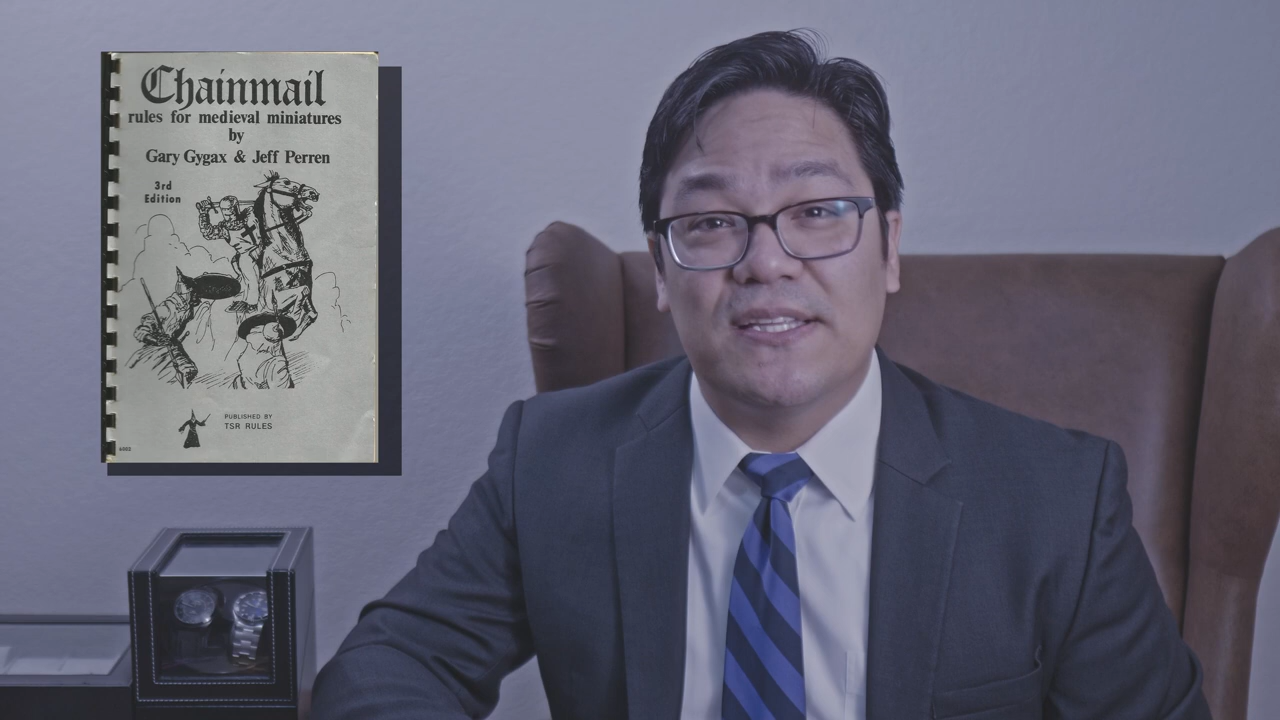 Chainmail
rules for medieval miniatures
by
Gary Gygax & Jeff Perren
3rd
Edition
PUBLISHED BY
TSR RULES